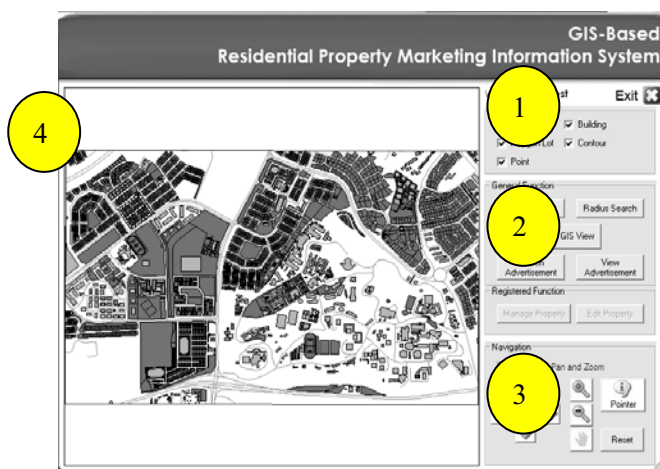 GIS-Based
Residential Property Marketing Information System
Exit
1
Building
Lot
Contour
Point
4
General Function
Radius Search
2
GIS View
Advertisement
View
Advertisement
Registered Function
Manage Property
Edit Property
Navigation
Pan and Zoom
3
Pointer
Reset